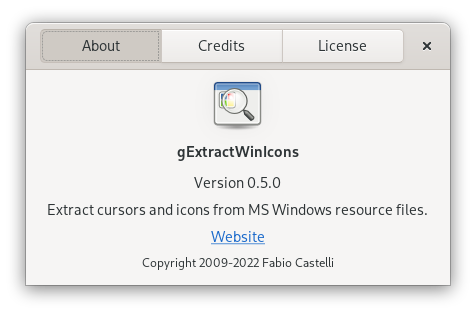 About
Credits
License
gExtractWinIcons
Version 0.5.0
Extract cursors and icons from MS Windows resource files.
Website
Copyright 2009-2022 Fabio Castelli